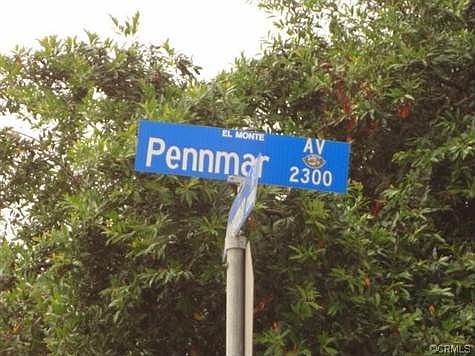 EL MONTE
Pennmar AV
2300
©CRMLS